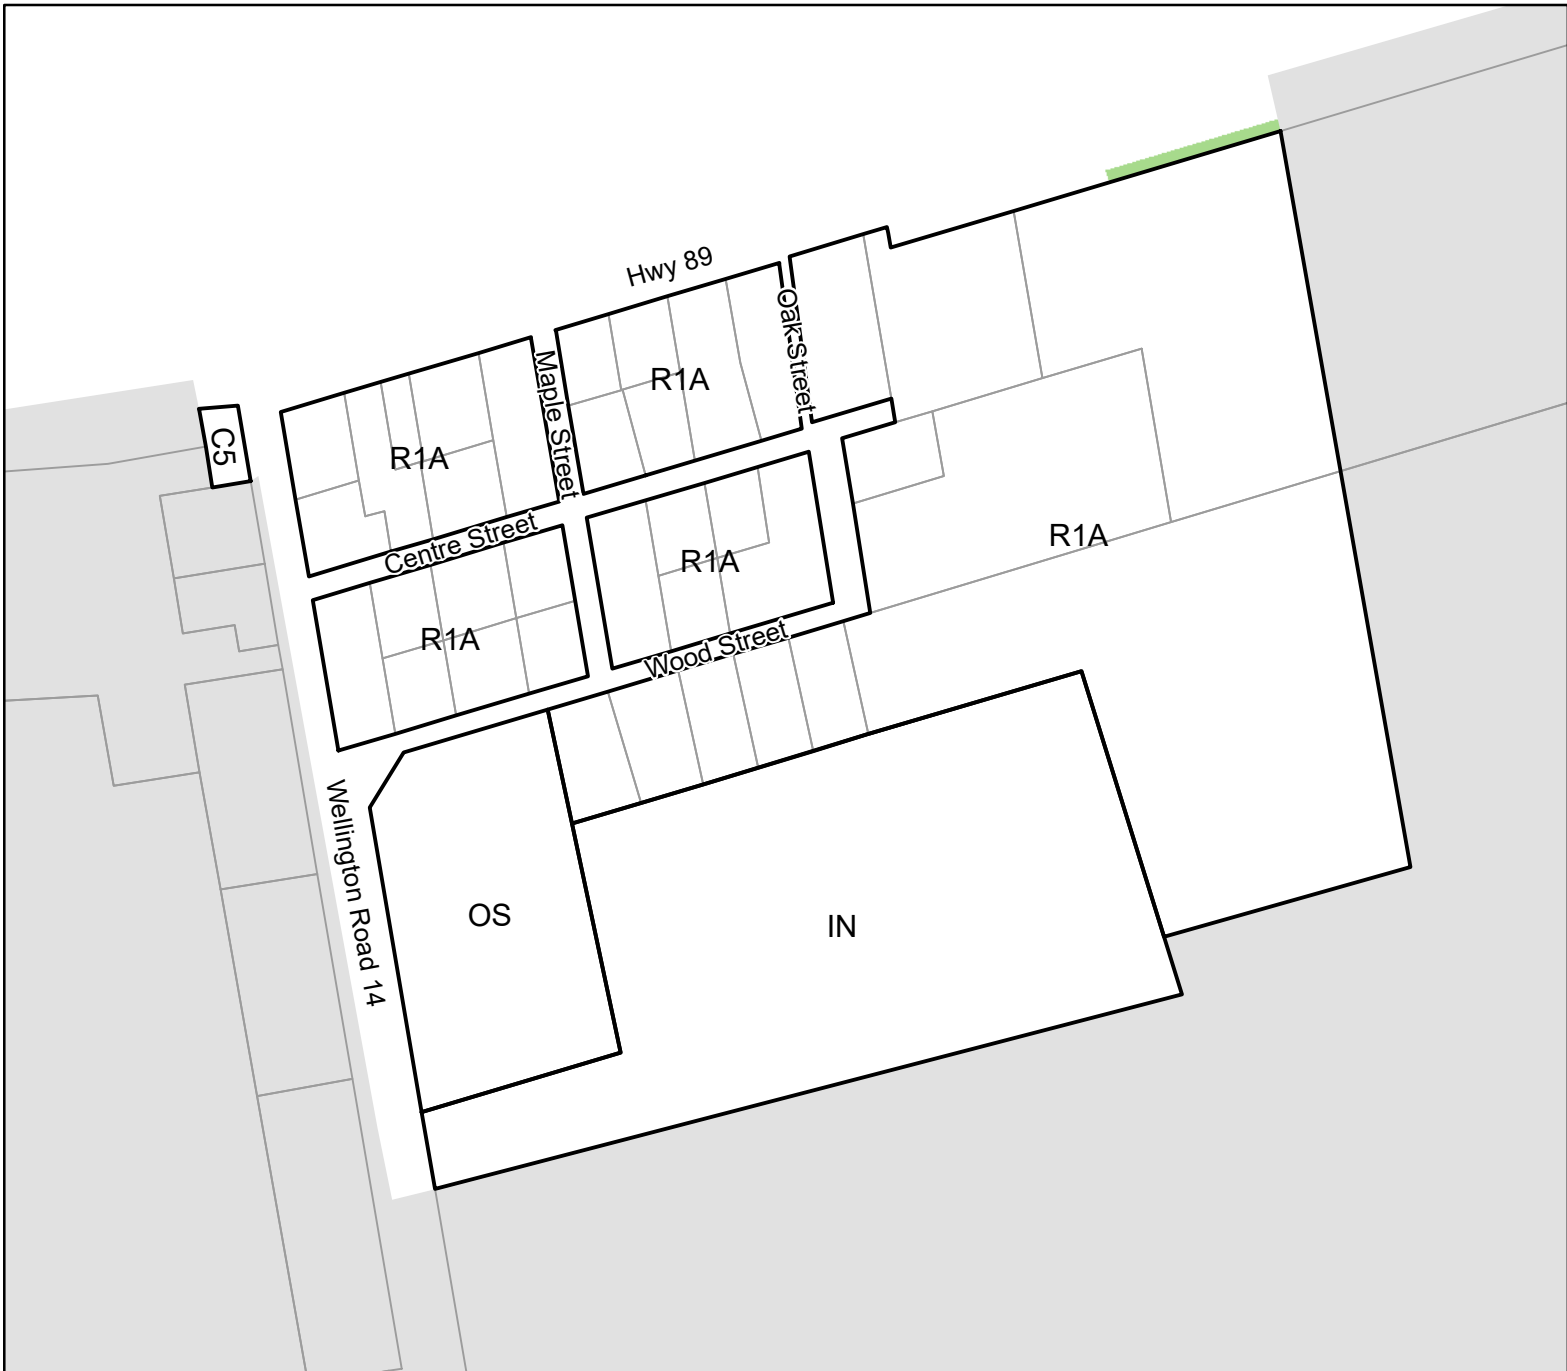 Hwy 89
Oak Street
Maple Street
R1A
C5
R1A
Centre Street
R1A
R1A
R1A
Wood Street
Wellington Road 14
OS
IN